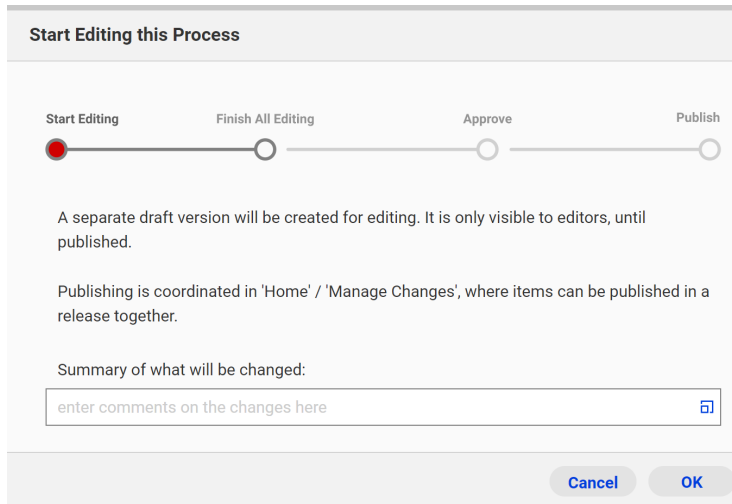 Start Editing this Process
Start Editing
Finish All Editing
Approve
Publish
A separate draft version will be created for editing. It is only visible to editors, until
published.
Publishing is coordinated in 'Home' / 'Manage Changes', where items can be published in a
release together.
Summary of what will be changed:
enter comments on the changes here
Cancel
OK